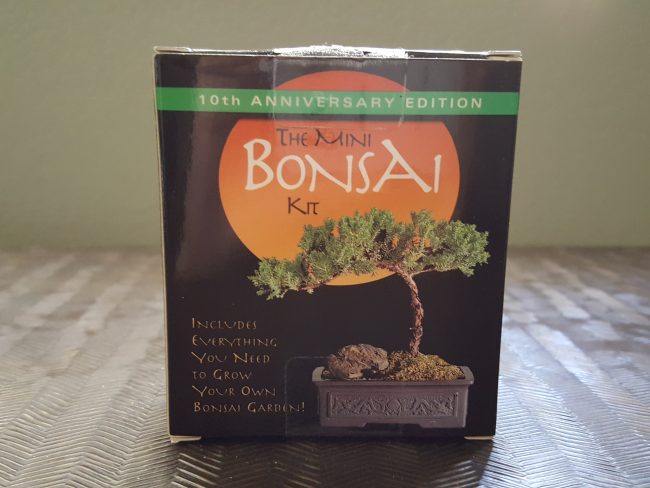 10th ANNIVERSARY EDITION
THE MINI
BONSAI
KIT
INCLUDES
EVERYTHING
YOU NEED
TO GROW
YOUR OWN
BONSAI GARDEN!